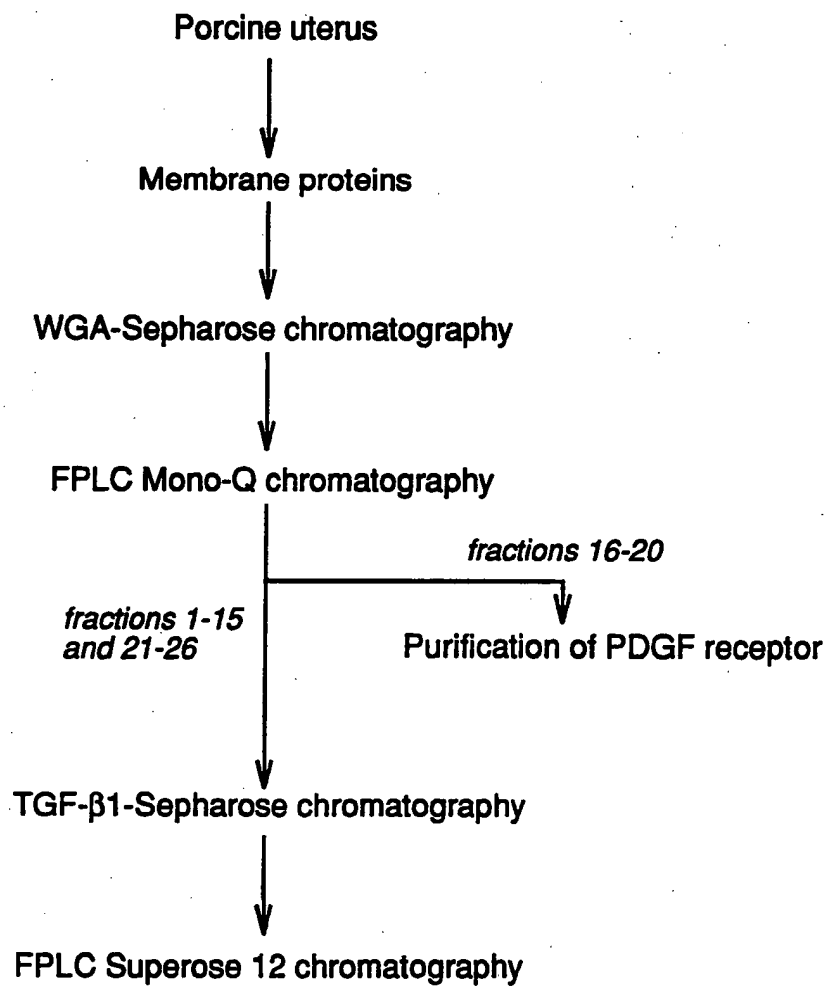 Porcine uterus
Membrane proteins
WGA-Sepharose chromatography
FPLC Mono-Q chromatography
fractions 16-20
fractions 1-15
and 21-26
Purification of PDGF receptor
TGF-β1-Sepharose chromatography
FPLC Superose 12 chromatography